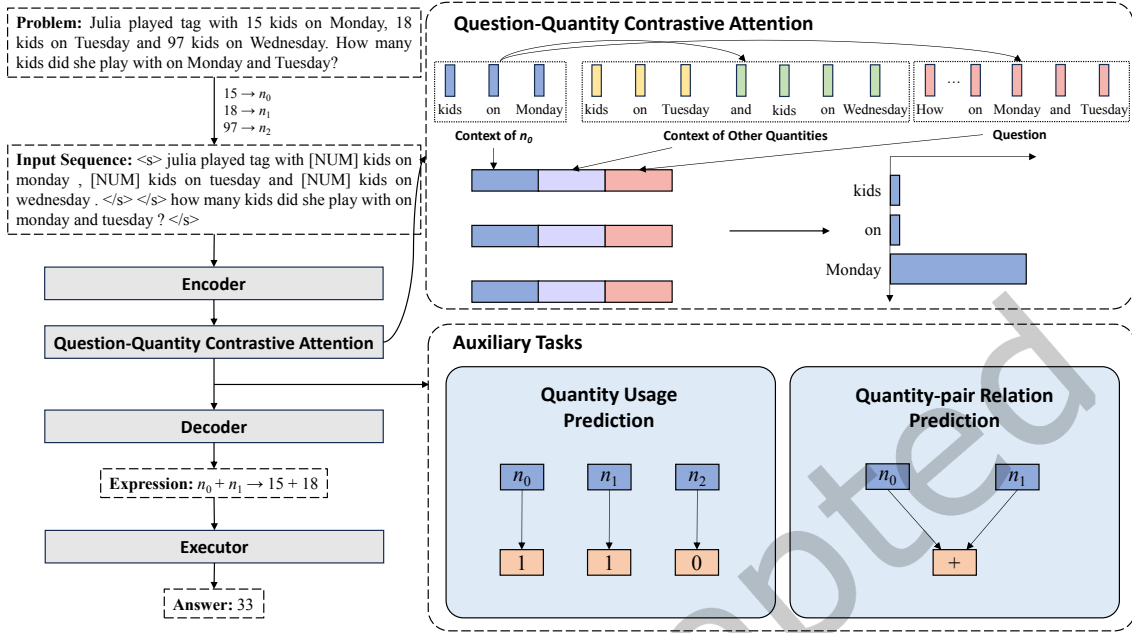 Problem: Julia played tag with 15 kids on Monday, 18
kids on Tuesday and 97 kids on Wednesday. How many
kids did she play with on Monday and Tuesday?
15 → n0
18 → n1
97 → n2
Input Sequence: <s> julia played tag with [NUM] kids on
monday , [NUM] kids on tuesday and [NUM] kids on
wednesday . </s> </s> how many kids did she play with on
monday and tuesday ? </s>
Encoder
Question-Quantity Contrastive Attention
Decoder
Expression: n0 + n1 → 15 + 18
Executor
Answer: 33
Question-Quantity Contrastive Attention
...
kids on Monday kids on Tuesday and kids on Wednesday How on Monday and Tuesday
Context of n0 Context of Other Quantities Question
kids
on
Monday
Auxiliary Tasks
Quantity Usage
Prediction
n0 n1 n2
1 1 0
Quantity-pair Relation
Prediction
n0 n1
+